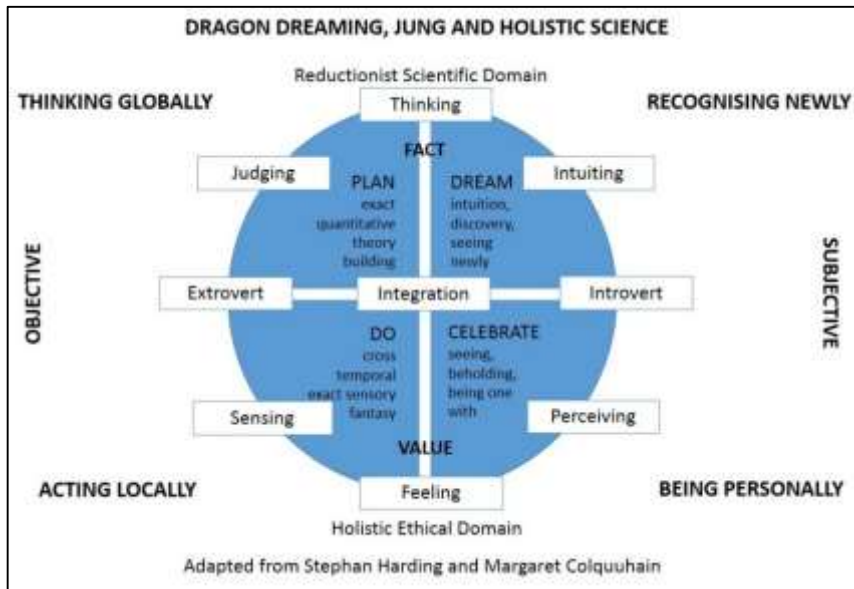 DRAGON DREAMING, JUNG AND HOLISTIC SCIENCE
Reductionist Scientific Domain
THINKING GLOBALLY
Thinking
RECOGNISING NEWLY
FACT
Judging
Intuiting
PLAN
exact
quantitative
theory
building
DREAM
intuition,
discovery,
seeing
newly
OBJECTIVE
Extrovert
Integration
Introvert
SUBJECTIVE
DO
cross
temporal
exact sensory
fantasy
CELEBRATE
seeing,
beholding,
being one
with
Sensing
Perceiving
VALUE
ACTING LOCALLY
Feeling
BEING PERSONALLY
Holistic Ethical Domain
Adapted from Stephan Harding and Margaret Colquuhain